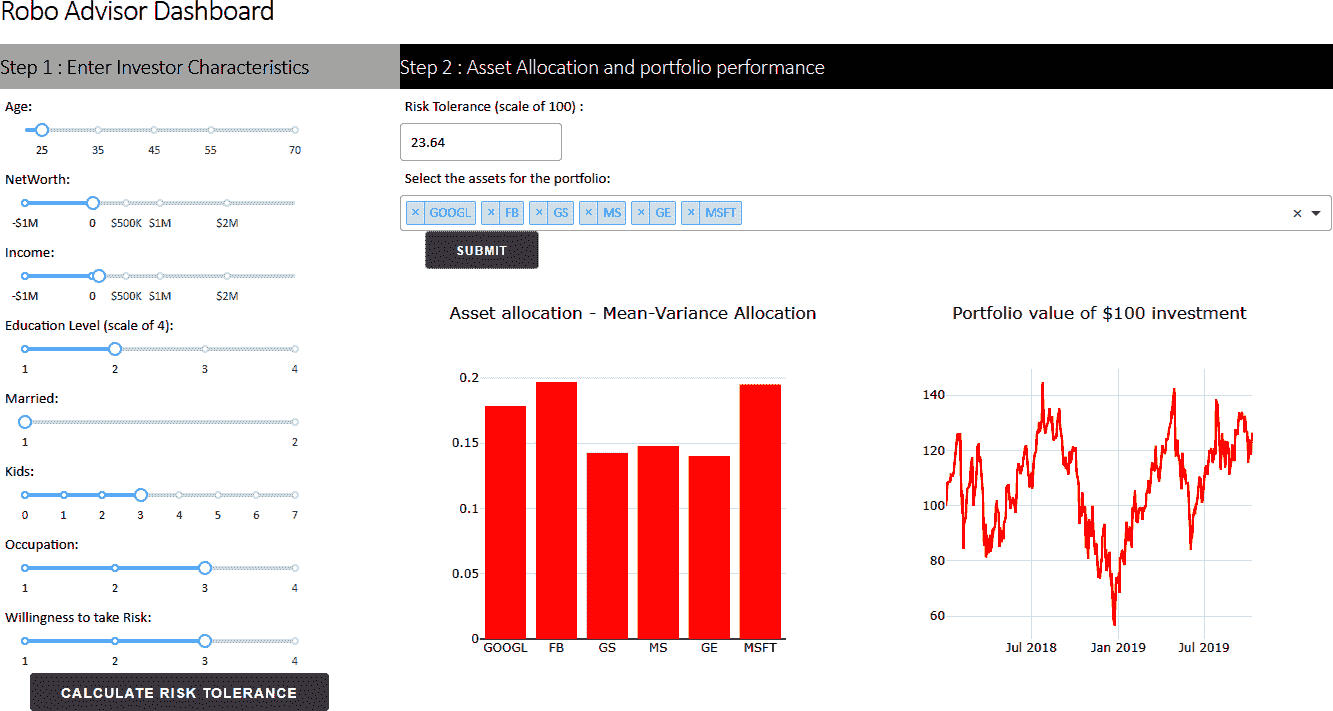 Robo Advisor Dashboard
Step 1 : Enter Investor Characteristics
Age:
25 35 45 55 70
NetWorth:
-$1M 0 $500K $1M $2M
Income:
-$1M 0 $500K $1M $2M
Education Level (scale of 4):
1 2 3 4
Married:
1 2
Kids:
0 1 2 3 4 5 6 7
Occupation:
1 2 3 4
Willingness to take Risk:
1 2 3 4
CALCULATE RISK TOLERANCE
Step 2 : Asset Allocation and portfolio performance
Risk Tolerance (scale of 100) :
23.64
Select the assets for the portfolio:
× GOOGL × FB × GS × MS × GE × MSFT ×
SUBMIT
Asset allocation - Mean-Variance Allocation
0.2
0.15
0.1
0.05
0
GOOGL FB GS MS GE MSFT
Portfolio value of $100 investment
140
120
100
80
60
Jul 2018 Jan 2019 Jul 2019